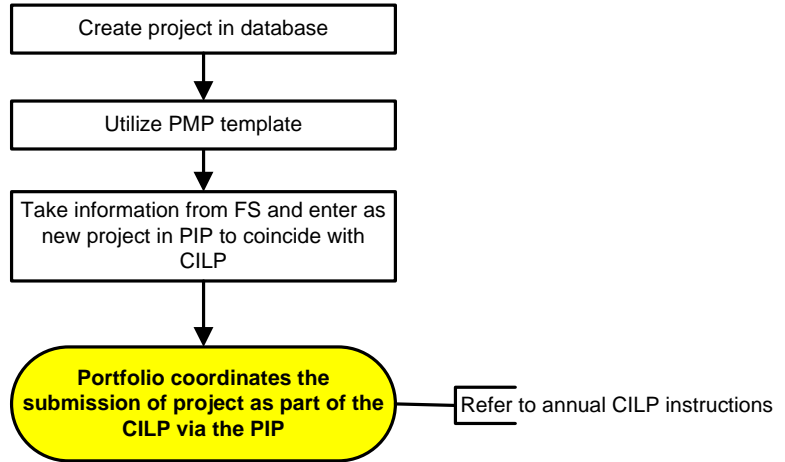 Create project in database
Utilize PMP template
Take information from FS and enter as
new project in PIP to coincide with
CILP
Portfolio coordinates the
submission of project as part of the
CILP via the PIP
Refer to annual CILP instructions